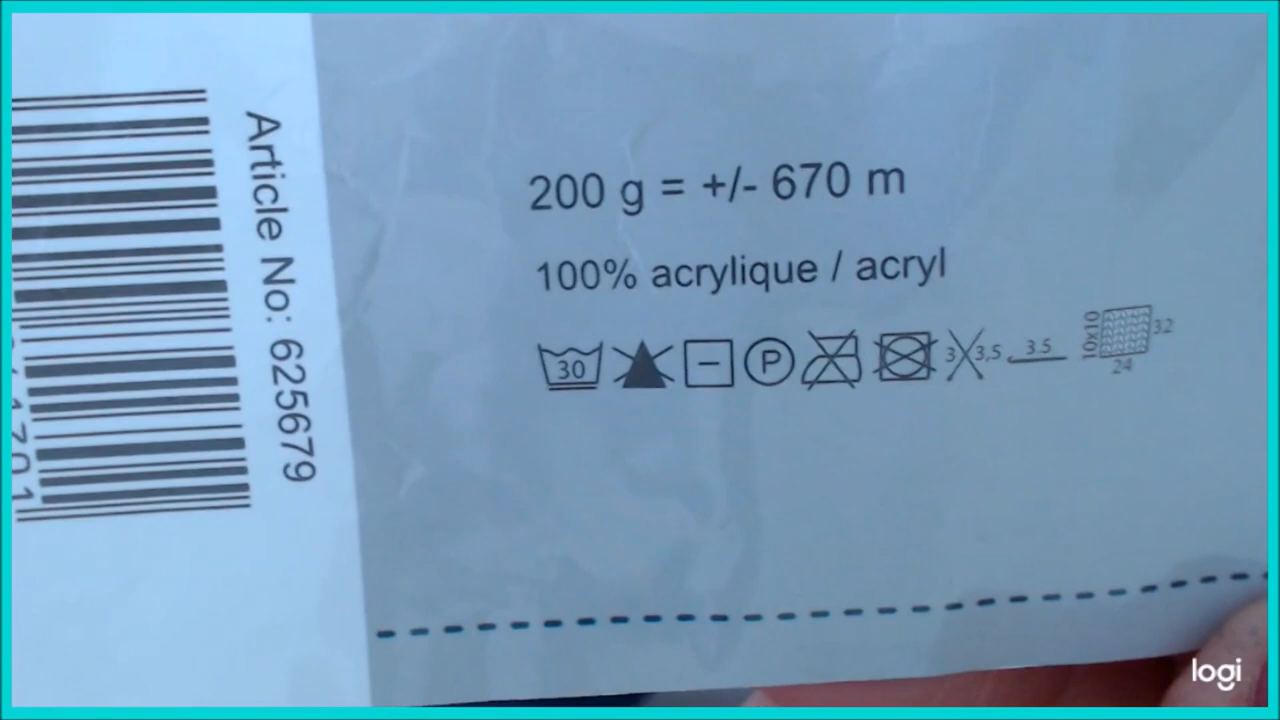 Article No: 625679
200 g = +/- 670 m
100% acrylique / acryl
30
P
3
3,5
3.5
10x10
32
24
logi